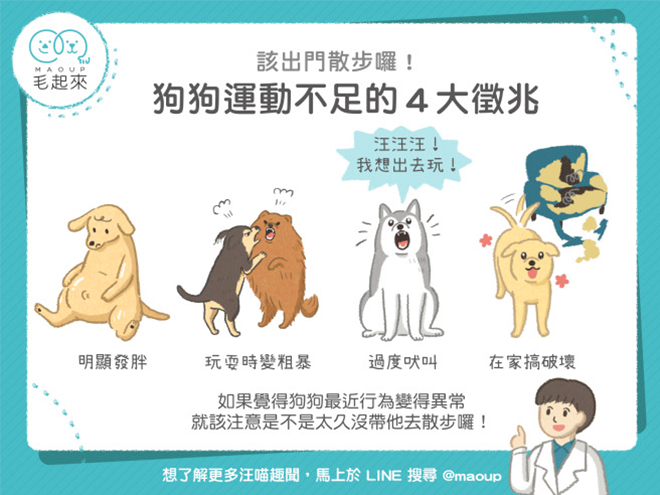 MAOUP
毛起來
該出門散步囉！
狗狗運動不足的4大徵兆
汪汪汪！
我想出去玩！
明顯發胖
玩耍時變粗暴
過度吠叫
在家搞破壞
如果覺得狗狗最近行為變得異常
就該注意是不是太久沒帶他去散步囉！
想了解更多汪喵趣聞，馬上於 LINE 搜尋 @maoup